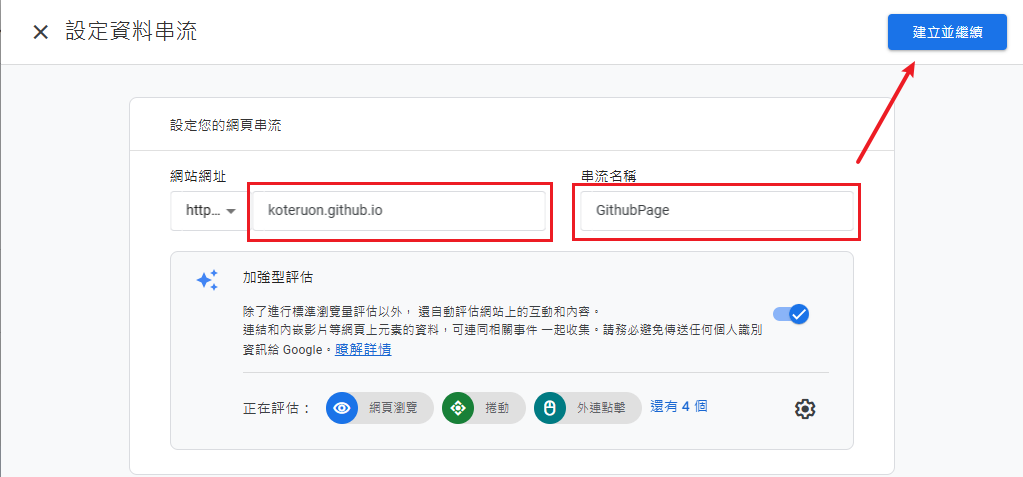 設定資料串流
建立並繼續
設定您的網頁串流
網站網址
串流名稱
http...
koteruon.github.io
GithubPage
加強型評估
除了進行標準瀏覽量評估以外， 還自動評估網站上的互動和內容。
連結和內嵌影片等網頁上元素的資料，可連同相關事件 一起收集。請務必避免傳送任何個人識別
資訊給 Google。瞭解詳情
正在評估：
網頁瀏覽
捲動
外連點擊
還有 4 個